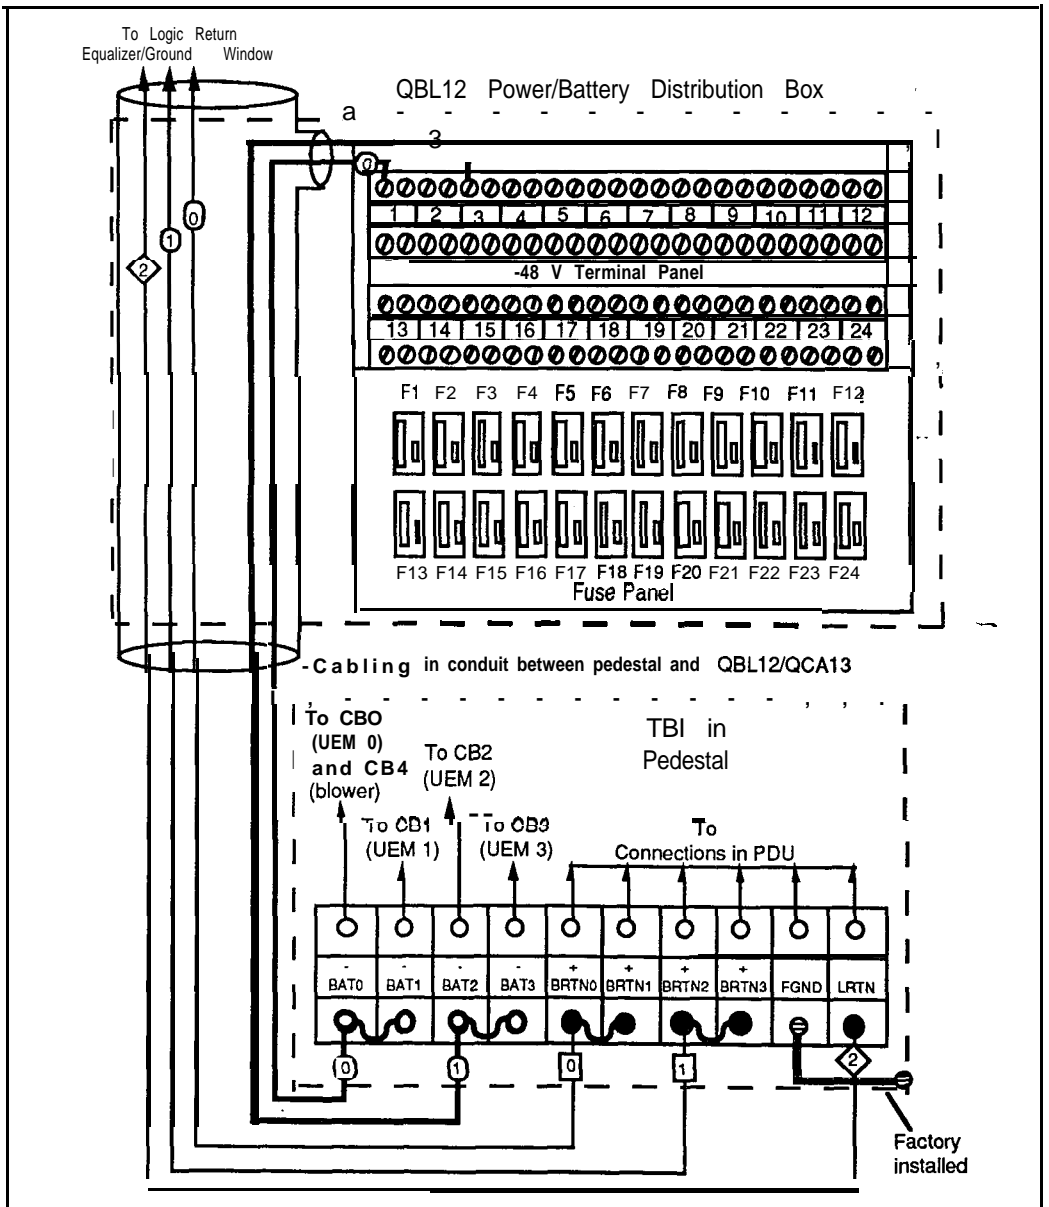 To Logic Return
Equalizer/Ground Window
QBL12 Power/Battery Distribution Box
a
3
0
1 2 3 4 5 6 7 8 9 10 11 12
0
1
2
-48 V Terminal Panel
13 14 15 16 17 18 19 20 21 22 23 24
F1 F2 F3 F4 F5 F6 F7 F8 F9 F10 F11 F12
F13 F14 F15 F16 F17 F18 F19 F20 F21 F22 F23 F24
Fuse Panel
-Cabling in conduit between pedestal and QBL12/QCA13
To CBO
(UEM 0)
and CB4
(blower)
To CB2
(UEM 2)
TBI in
Pedestal
To CB1
(UEM 1)
To CB3
(UEM 3)
To
Connections in PDU
- - - - + + + +
BAT0 BAT1 BAT2 BAT3 BRTN0 BRTN1 BRTN2 BRTN3 FGND LRTN
0 1 0 1 2
Factory
installed